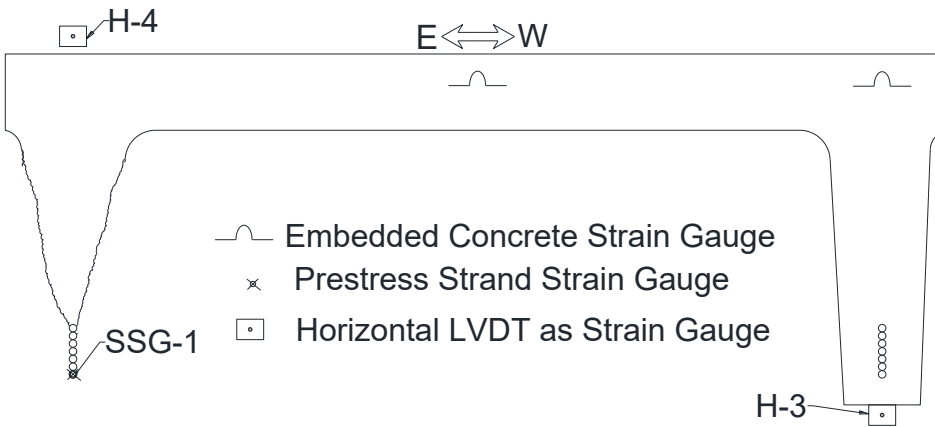 H-4
E W
Embedded Concrete Strain Gauge
Prestress Strand Strain Gauge
Horizontal LVDT as Strain Gauge
SSG-1
H-3